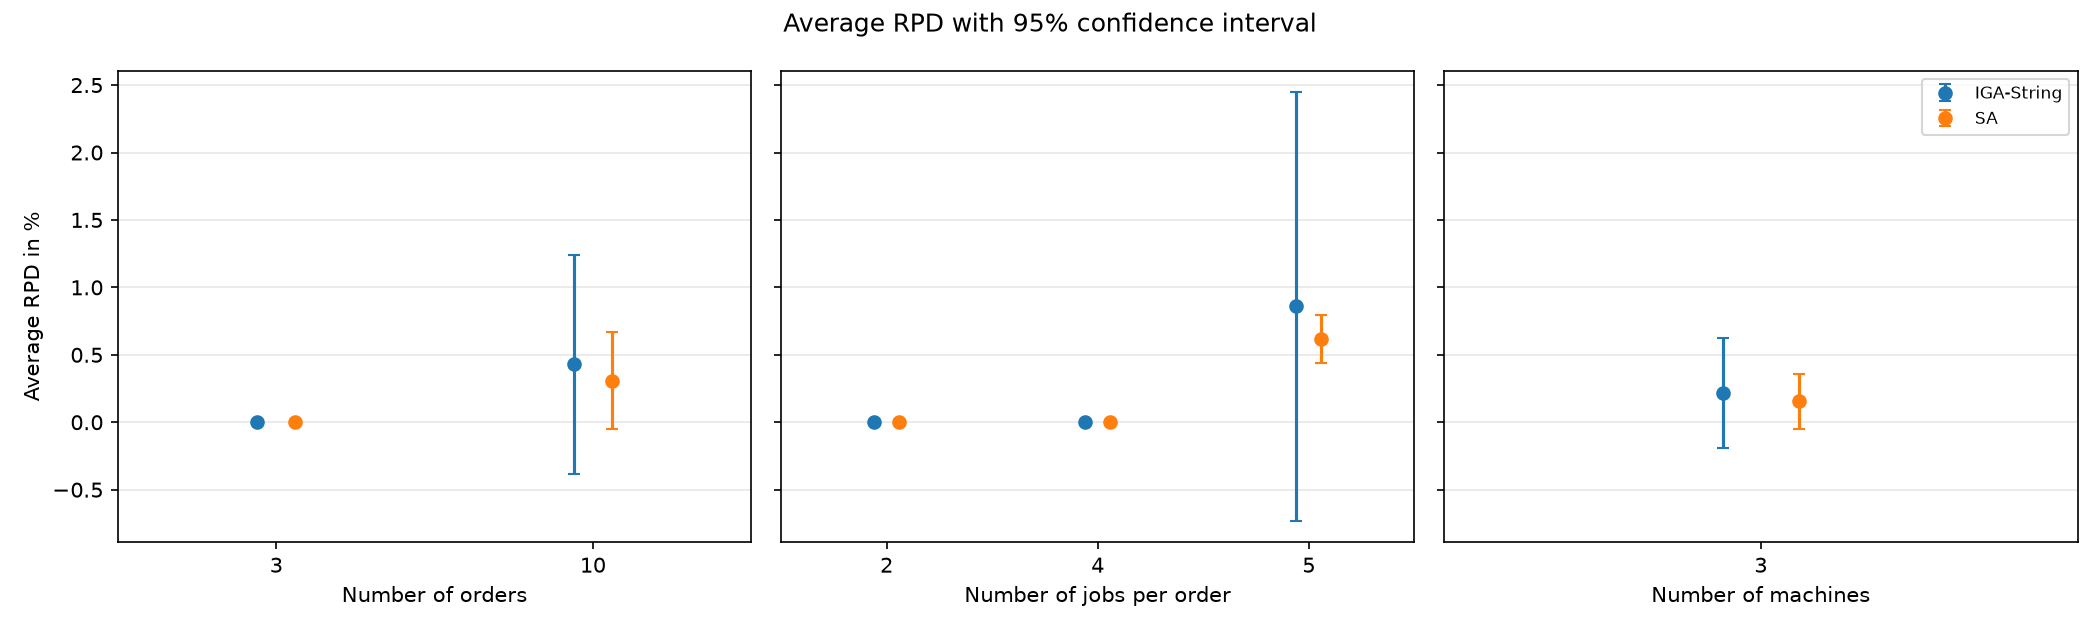 Average RPD with 95% confidence interval
Average RPD in %
2.5
2.0
1.5
1.0
0.5
0.0
−0.5
3
10
Number of orders
2
4
5
Number of jobs per order
IGA-String
SA
3
Number of machines